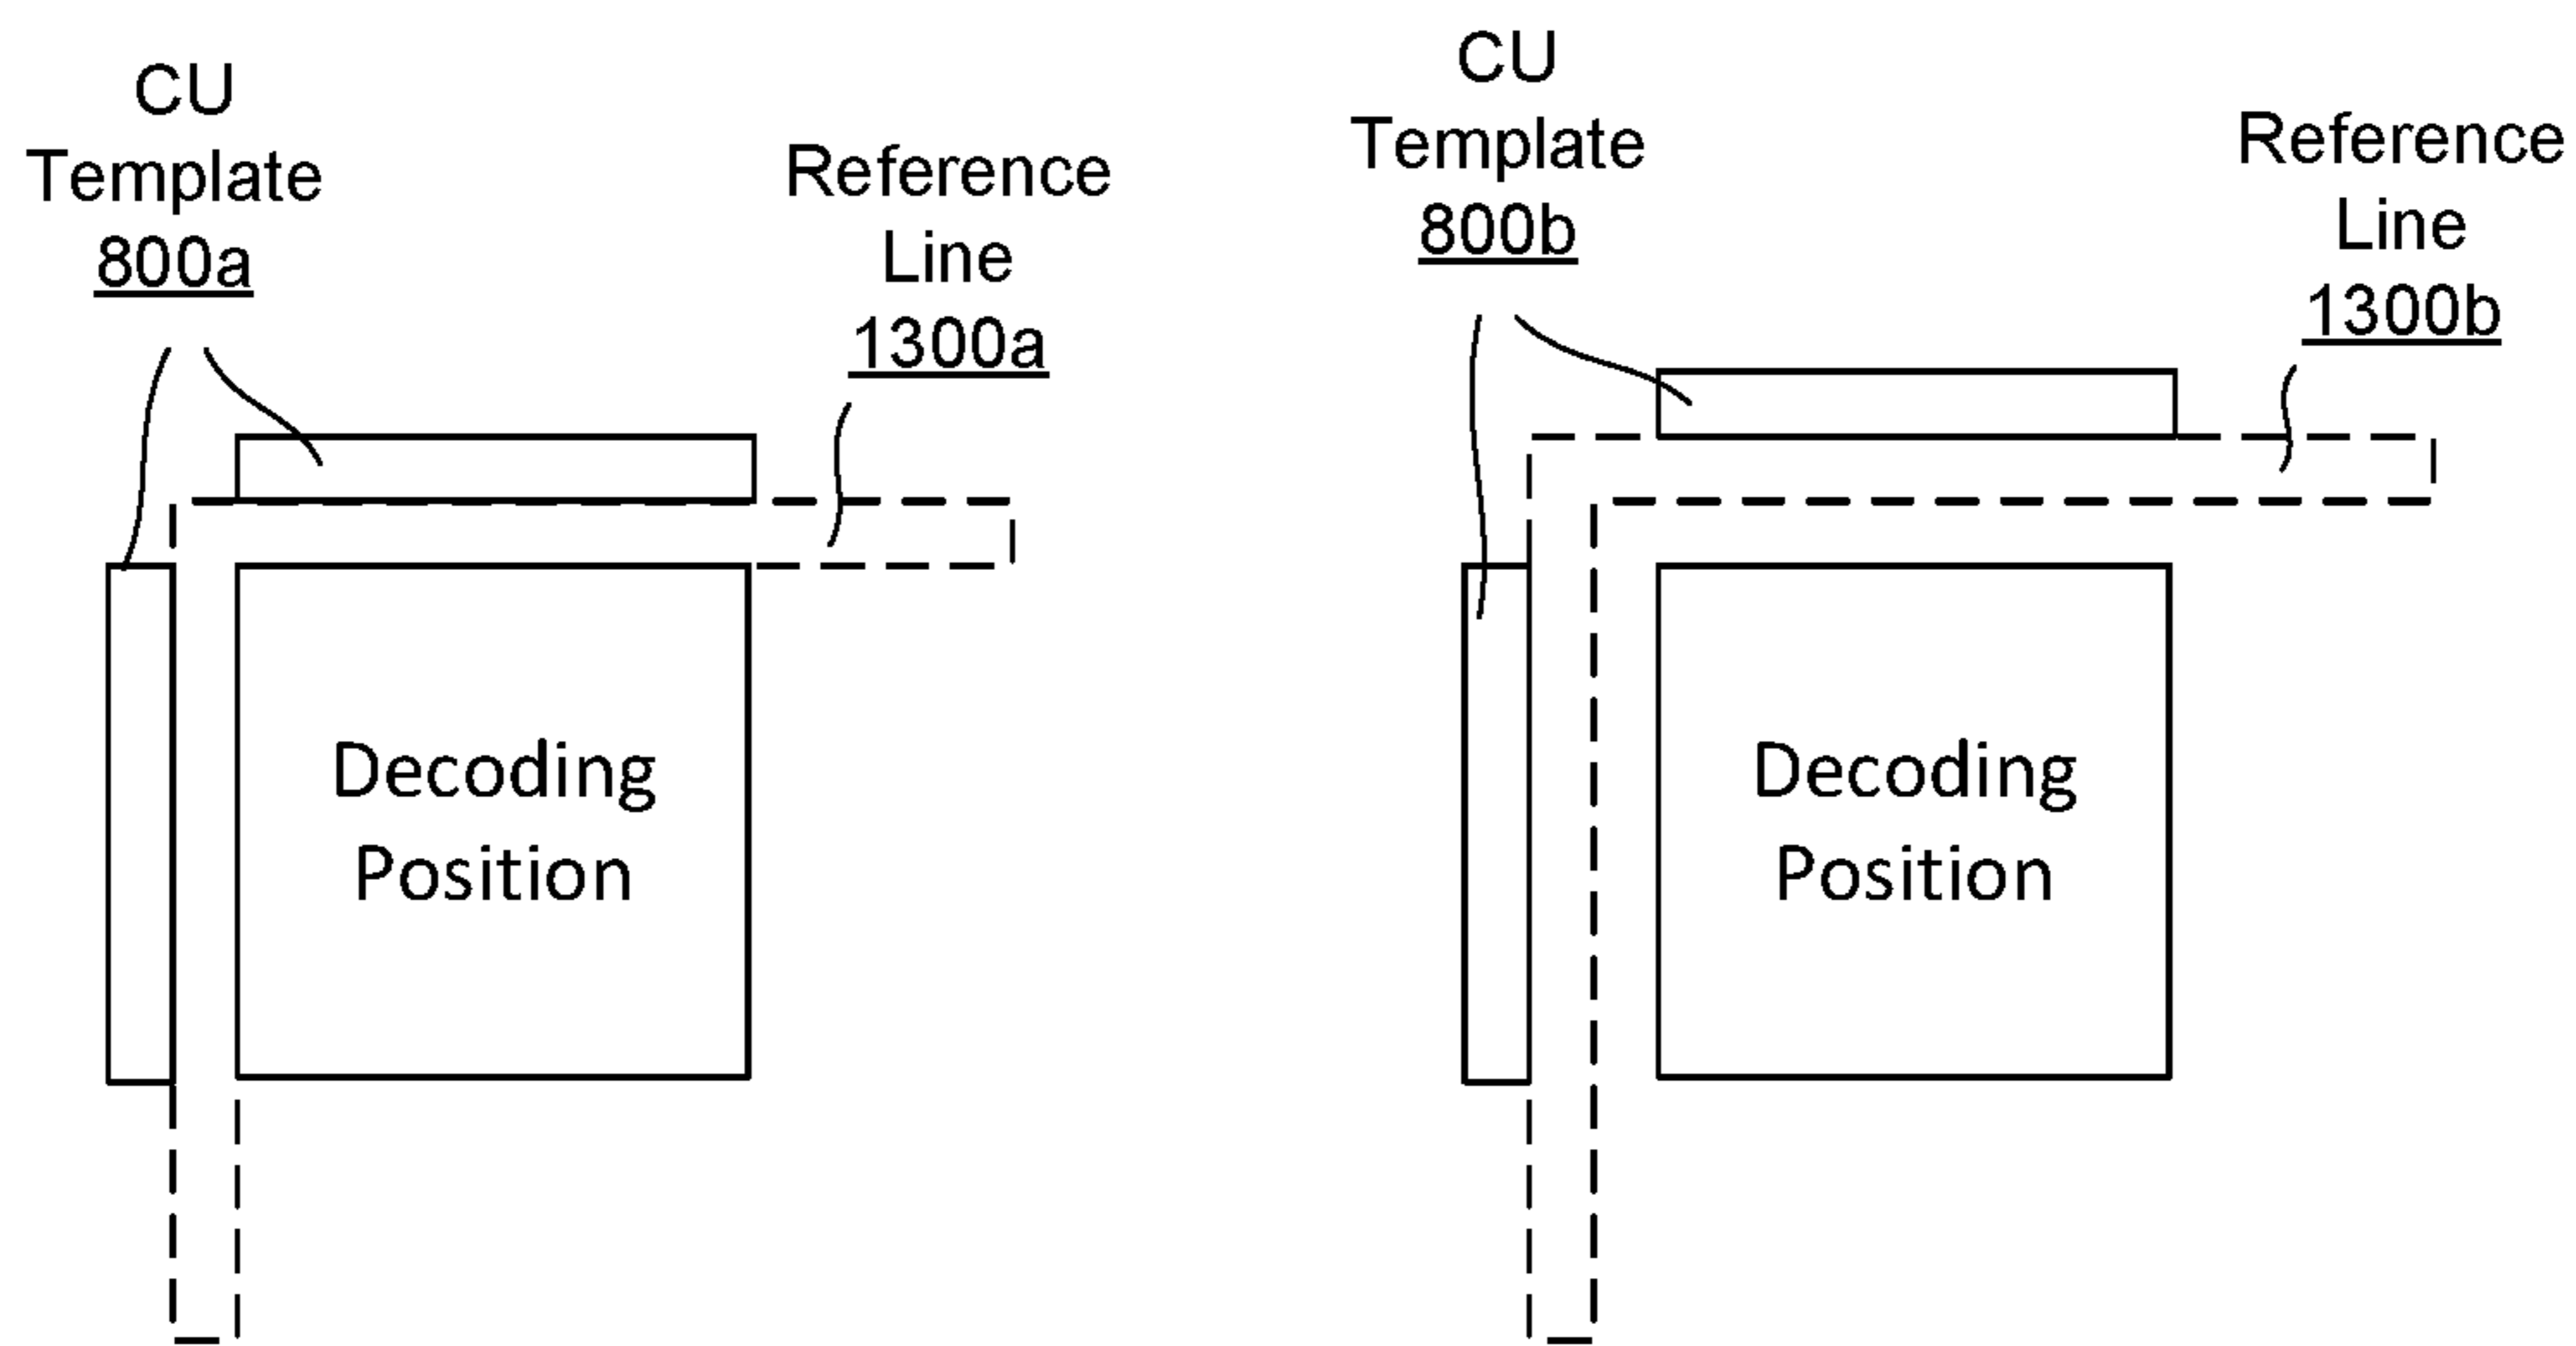 CU
Template
800a
Reference
Line
1300a
Decoding
Position
CU
Template
800b
Reference
Line
1300b
Decoding
Position